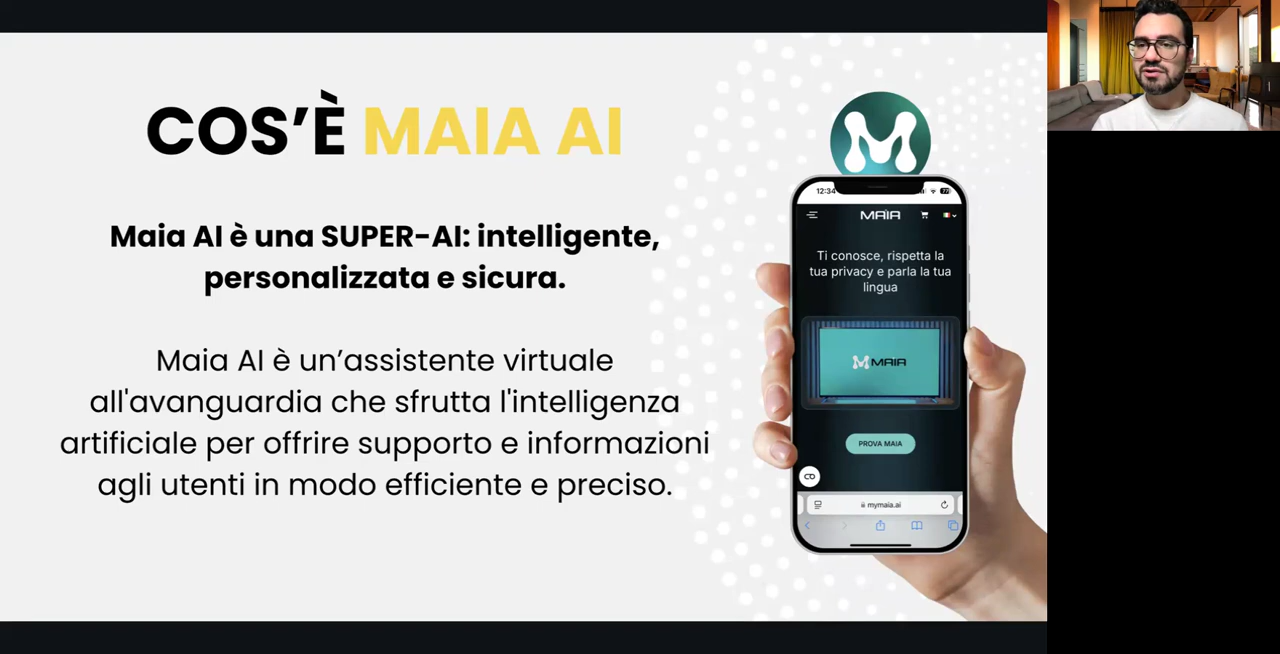 COS’È MAIA AI
Maia AI è una SUPER-AI: intelligente,
personalizzata e sicura.
Maia AI è un’assistente virtuale
all'avanguardia che sfrutta l'intelligenza
artificiale per offrire supporto e informazioni
agli utenti in modo efficiente e preciso.
12:34
77
MAIA
Ti conosce, rispetta la
tua privacy e parla la tua
lingua
MAIA
PROVA MAIA
mymaia.ai